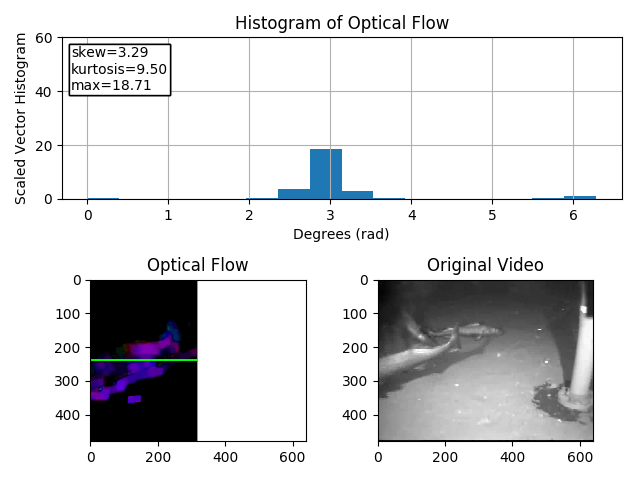 Histogram of Optical Flow
Scaled Vector Histogram
60
40
20
0
skew=3.29
kurtosis=9.50
max=18.71
0 1 2 3 4 5 6
Degrees (rad)
Optical Flow
0
100
200
300
400
0 200 400 600
Original Video
0
100
200
300
400
0 200 400 600